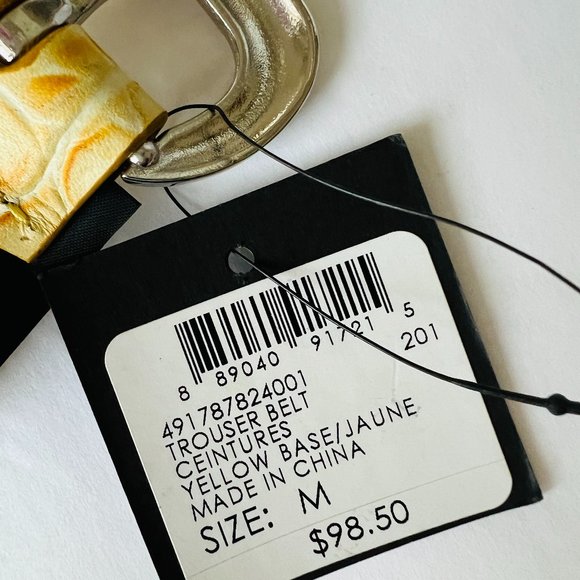 8 89040 91721 5
201
491787824001
TROUSER BELT
CEINTURES
YELLOW BASE/JAUNE
MADE IN CHINA
SIZE: M
$98.50